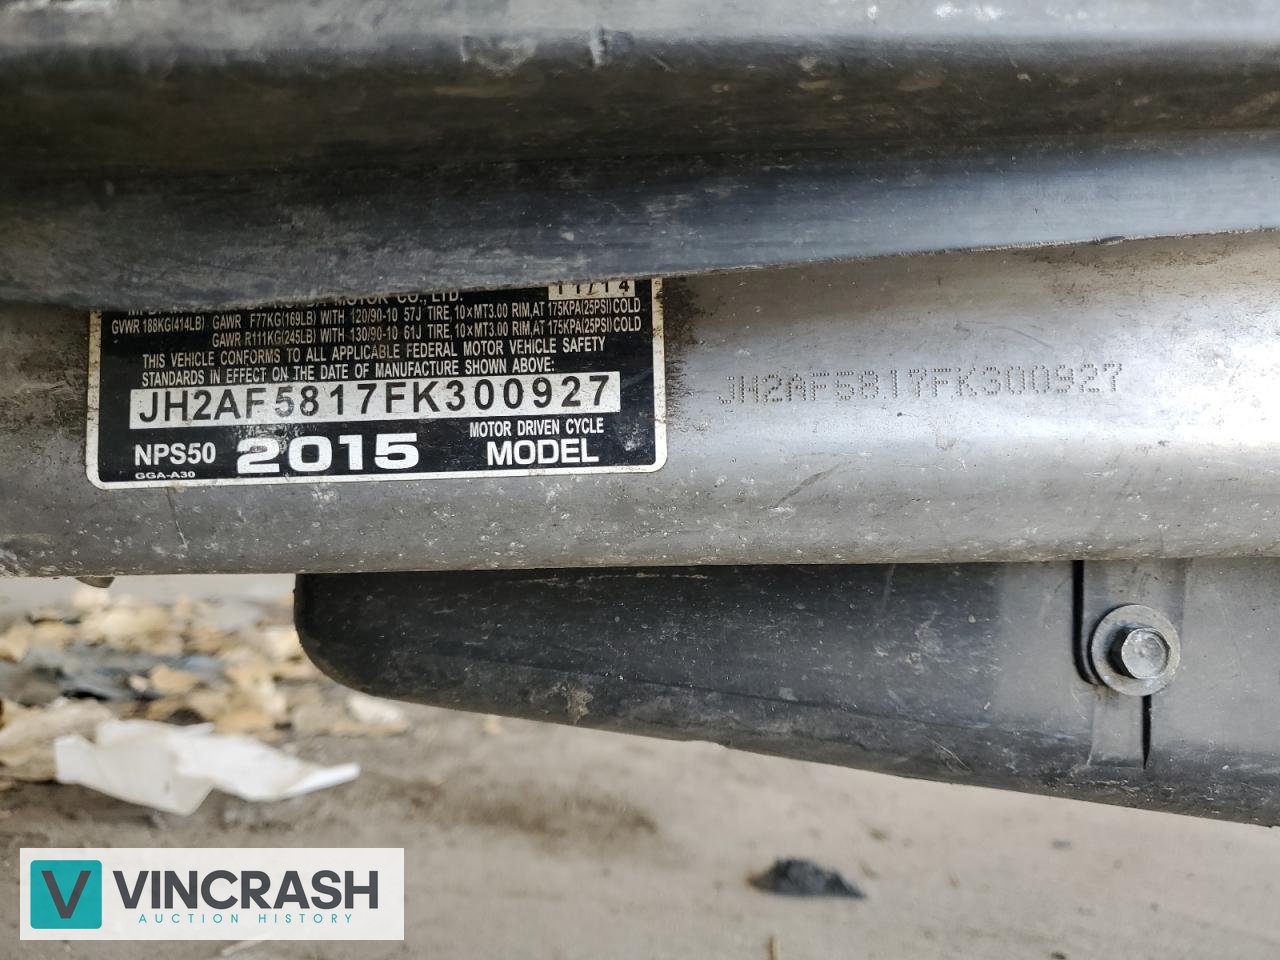 MOTOR CO., LTD. 11/14
GVWR 188KG(414LB) GAWR F77KG(169LB) WITH 120/90-10 57J TIRE, 10×MT3.00 RIM, AT 175KPA(25PSI) COLD
GAWR R111KG(245LB) WITH 130/90-10 61J TIRE, 10×MT3.00 RIM, AT 175KPA(25PSI) COLD
THIS VEHICLE CONFORMS TO ALL APPLICABLE FEDERAL MOTOR VEHICLE SAFETY
STANDARDS IN EFFECT ON THE DATE OF MANUFACTURE SHOWN ABOVE:
JH2AF5817FK300927
NPS50 2015 MOTOR DRIVEN CYCLE
MODEL
GGA-A30
JH2AF5817FK300927
V VINCRASH
AUCTION HISTORY